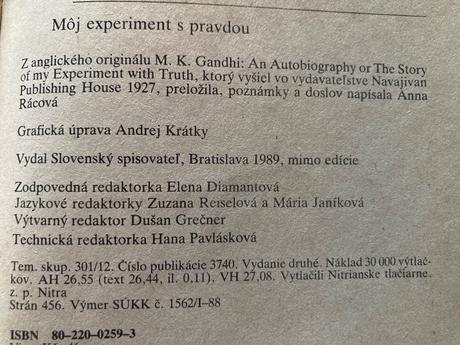 Môj experiment s pravdou
Z anglického originálu M. K. Gandhi: An Autobiography or The Story
of my Experiment with Truth, ktorý vyšiel vo vydavateľstve Navajivan
Publishing House 1927, preložila, poznámky a doslov napísala Anna
Rácová
Grafická úprava Andrej Krátky
Vydal Slovenský spisovateľ, Bratislava 1989, mimo edície
Zodpovedná redaktorka Elena Diamantová
Jazykové redaktorky Zuzana Reiselová a Mária Janíková
Výtvarný redaktor Dušan Grečner
Technická redaktorka Hana Pavlásková
Tem. skup. 301/12. Číslo publikácie 3740. Vydanie druhé. Náklad 30 000 výtlač-
kov. AH 26,55 (text 26,44, il. 0,11). VH 27,08. Vytlačili Nitrianske tlačiarne.
z. p. Nitra
Strán 456. Výmer SÚKK č. 1562/I–88
ISBN 80-220-0259-3